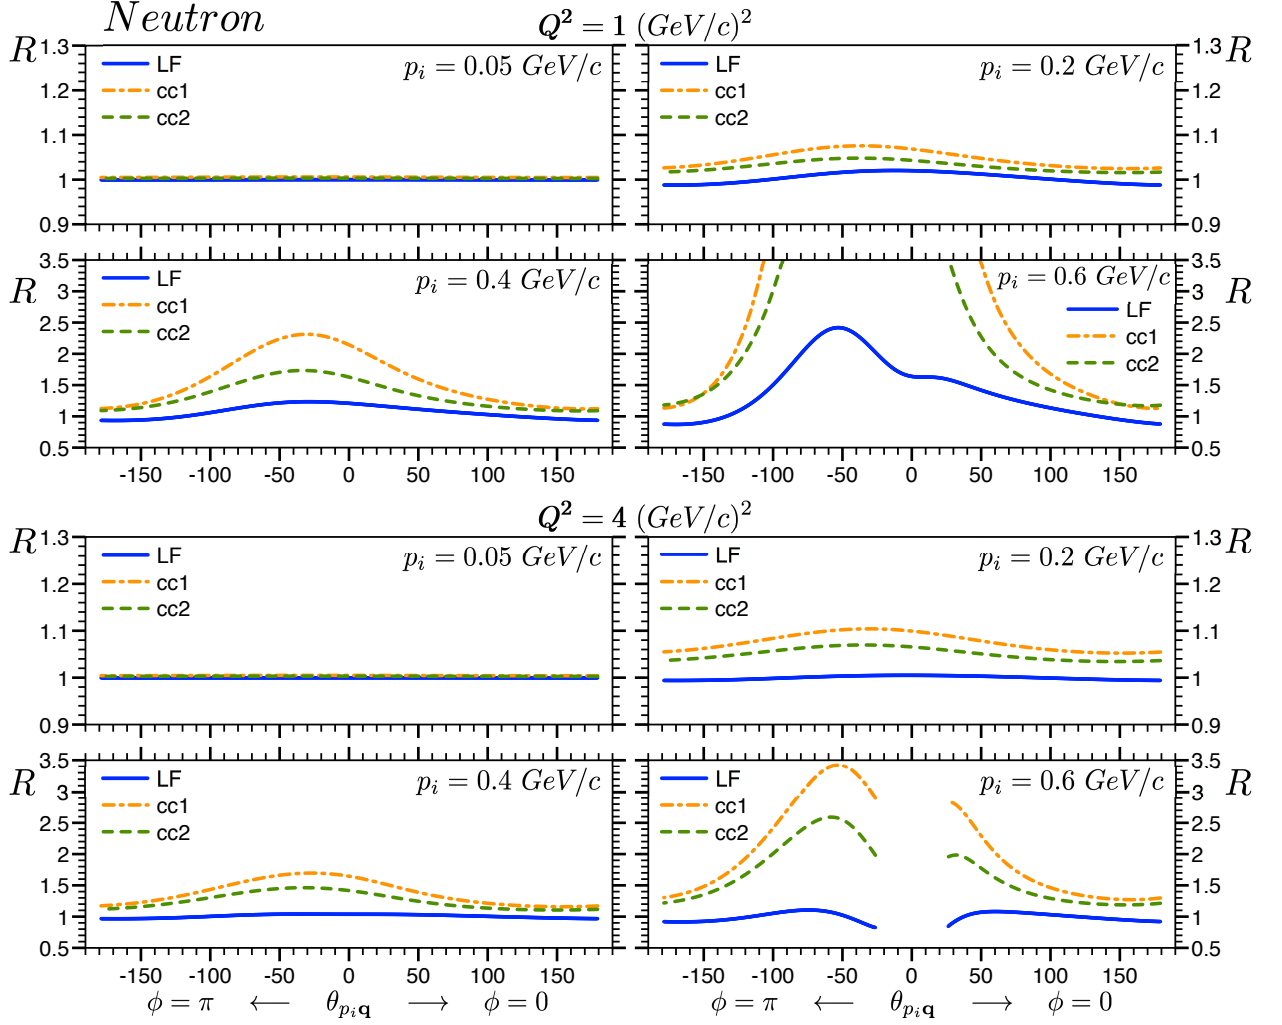 Neutron
Q² = 1 (GeV/c)²
R 1.3 1.2 1.1 1 0.9
LF
cc1
cc2
p_i = 0.05 GeV/c
LF
cc1
cc2
p_i = 0.2 GeV/c
1.3 1.2 1.1 1 0.9 R
R 3.5 3 2.5 2 1.5 1 0.5
LF
cc1
cc2
p_i = 0.4 GeV/c
p_i = 0.6 GeV/c
LF
cc1
cc2
3.5 3 2.5 2 1.5 1 0.5 R
-150 -100 -50 0 50 100 150
-150 -100 -50 0 50 100 150
Q² = 4 (GeV/c)²
R 1.3 1.2 1.1 1 0.9
LF
cc1
cc2
p_i = 0.05 GeV/c
LF
cc1
cc2
p_i = 0.2 GeV/c
1.3 1.2 1.1 1 0.9 R
R 3.5 3 2.5 2 1.5 1 0.5
LF
cc1
cc2
p_i = 0.4 GeV/c
LF
cc1
cc2
p_i = 0.6 GeV/c
3.5 3 2.5 2 1.5 1 0.5 R
-150 -100 -50 0 50 100 150
-150 -100 -50 0 50 100 150
ϕ = π ⟵ θ_{p_i q} ⟶ ϕ = 0
ϕ = π ⟵ θ_{p_i q} ⟶ ϕ = 0